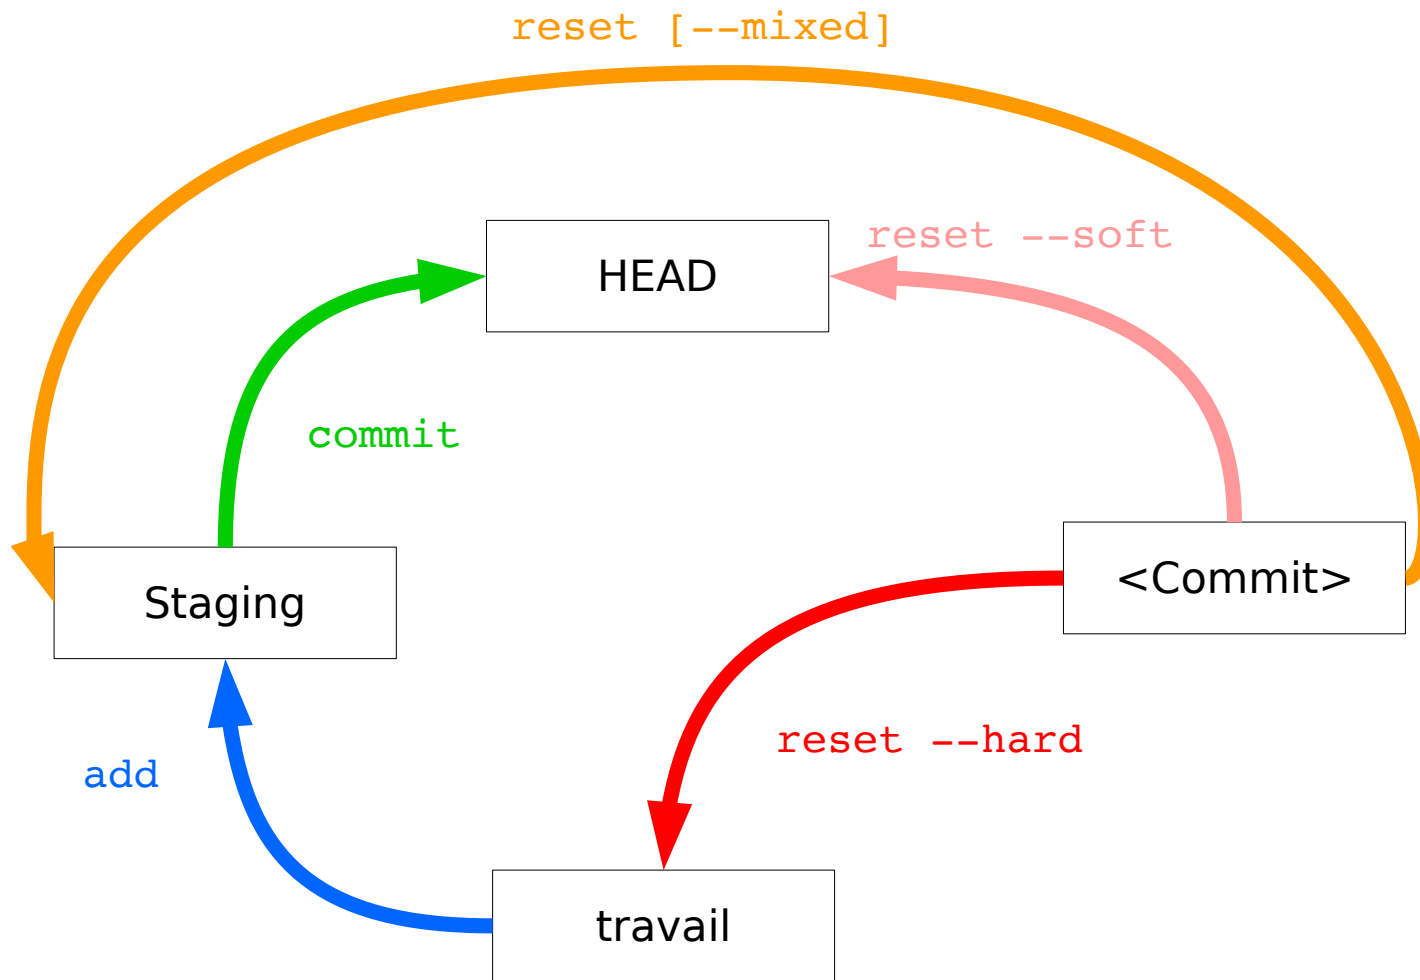 reset [--mixed]
reset --soft
HEAD
commit
<Commit>
Staging
reset --hard
add
travail